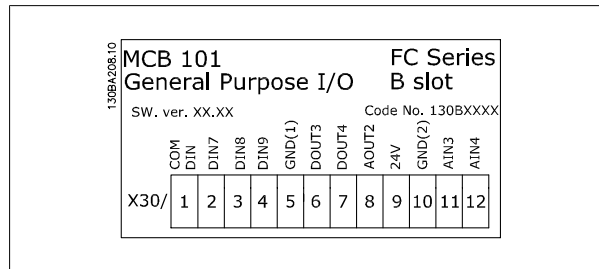 130BA208.10
MCB 101 FC Series
General Purpose I/O B slot
SW. ver. XX.XX Code No. 130BXXXX
COM DIN DIN7 DIN8 DIN9 GND(1) DOUT3 DOUT4 AOUT2 24V GND(2) AIN3 AIN4
X30/ 1 2 3 4 5 6 7 8 9 10 11 12